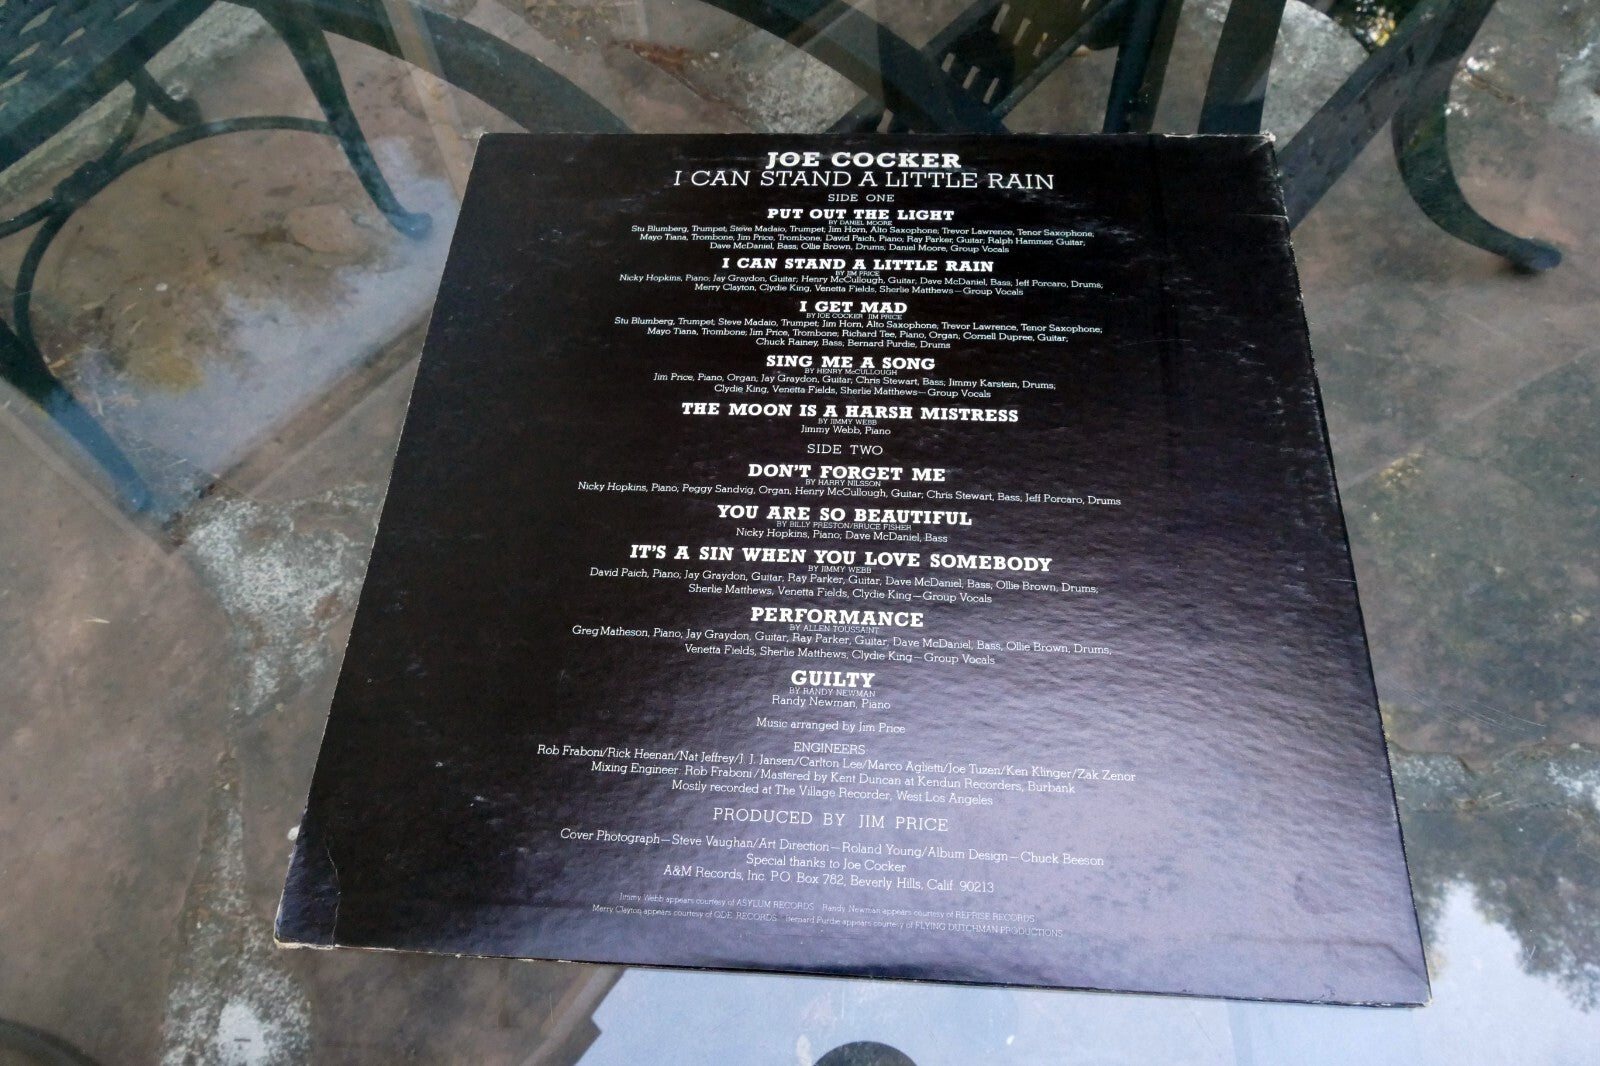 JOE COCKER
I CAN STAND A LITTLE RAIN
SIDE ONE
PUT OUT THE LIGHT
BY DANIEL MOORE
Stu Blumberg, Trumpet; Steve Madaio, Trumpet; Jim Horn, Alto Saxophone; Trevor Lawrence, Tenor Saxophone;
Mayo Tiana, Trombone; Jim Price, Trombone; David Paich, Piano; Ray Parker, Guitar; Ralph Hammer, Guitar;
Dave McDaniel, Bass; Ollie Brown, Drums; Daniel Moore, Group Vocals
I CAN STAND A LITTLE RAIN
BY JIM PRICE
Nicky Hopkins, Piano; Jay Graydon, Guitar; Henry McCullough, Guitar; Dave McDaniel, Bass; Jeff Porcaro, Drums;
Merry Clayton, Clydie King, Venetta Fields, Sherlie Matthews—Group Vocals
I GET MAD
BY JOE COCKER JIM PRICE
Stu Blumberg, Trumpet; Steve Madaio, Trumpet; Jim Horn, Alto Saxophone; Trevor Lawrence, Tenor Saxophone;
Mayo Tiana, Trombone; Jim Price, Trombone; Richard Tee, Piano, Organ; Cornell Dupree, Guitar;
Chuck Rainey, Bass; Bernard Purdie, Drums
SING ME A SONG
BY HENRY McCULLOUGH
Jim Price, Piano, Organ; Jay Graydon, Guitar; Chris Stewart, Bass; Jimmy Karstein, Drums;
Clydie King, Venetta Fields, Sherlie Matthews—Group Vocals
THE MOON IS A HARSH MISTRESS
BY JIMMY WEBB
Jimmy Webb, Piano
SIDE TWO
DON'T FORGET ME
BY HARRY NILSSON
Nicky Hopkins, Piano; Peggy Sandvig, Organ; Henry McCullough, Guitar; Chris Stewart, Bass; Jeff Porcaro, Drums
YOU ARE SO BEAUTIFUL
BY BILLY PRESTON/BRUCE FISHER
Nicky Hopkins, Piano; Dave McDaniel, Bass
IT'S A SIN WHEN YOU LOVE SOMEBODY
BY JIMMY WEBB
David Paich, Piano; Jay Graydon, Guitar; Ray Parker, Guitar; Dave McDaniel, Bass; Ollie Brown, Drums;
Sherlie Matthews, Venetta Fields, Clydie King—Group Vocals
PERFORMANCE
BY ALLEN TOUSSAINT
Greg Matheson, Piano; Jay Graydon, Guitar; Ray Parker, Guitar; Dave McDaniel, Bass, Ollie Brown, Drums;
Venetta Fields, Sherlie Matthews, Clydie King—Group Vocals
GUILTY
BY RANDY NEWMAN
Randy Newman, Piano
Music arranged by Jim Price
ENGINEERS:
Rob Fraboni/Rick Heenan/Nat Jeffrey/J. J. Jansen/Carlton Lee/Marco Aglietti/Joe Tuzen/Ken Klinger/Zak Zenor
Mixing Engineer: Rob Fraboni/Mastered by Kent Duncan at Kendun Recorders, Burbank
Mostly recorded at The Village Recorder, West Los Angeles
PRODUCED BY JIM PRICE
Cover Photograph—Steve Vaughan/Art Direction—Roland Young/Album Design—Chuck Beeson
Special thanks to Joe Cocker
A&M Records, Inc. P.O. Box 782, Beverly Hills, Calif. 90213
Jimmy Webb appears courtesy of ASYLUM RECORDS Randy Newman appears courtesy of REPRISE RECORDS
Merry Clayton appears courtesy of ODE RECORDS Bernard Purdie appears courtesy of FLYING DUTCHMAN PRODUCTIONS